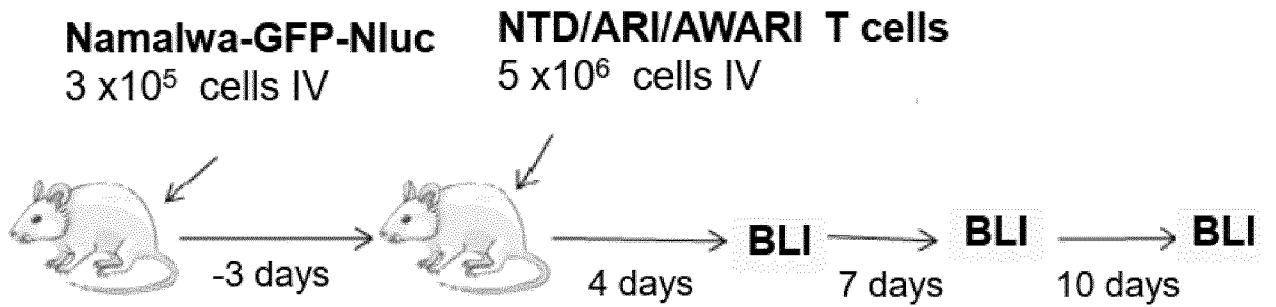 Namalwa-GFP-Nluc
3 x10⁵ cells IV
NTD/ARI/AWARI T cells
5 x10⁶ cells IV
-3 days
4 days
BLI
7 days
BLI
10 days
BLI